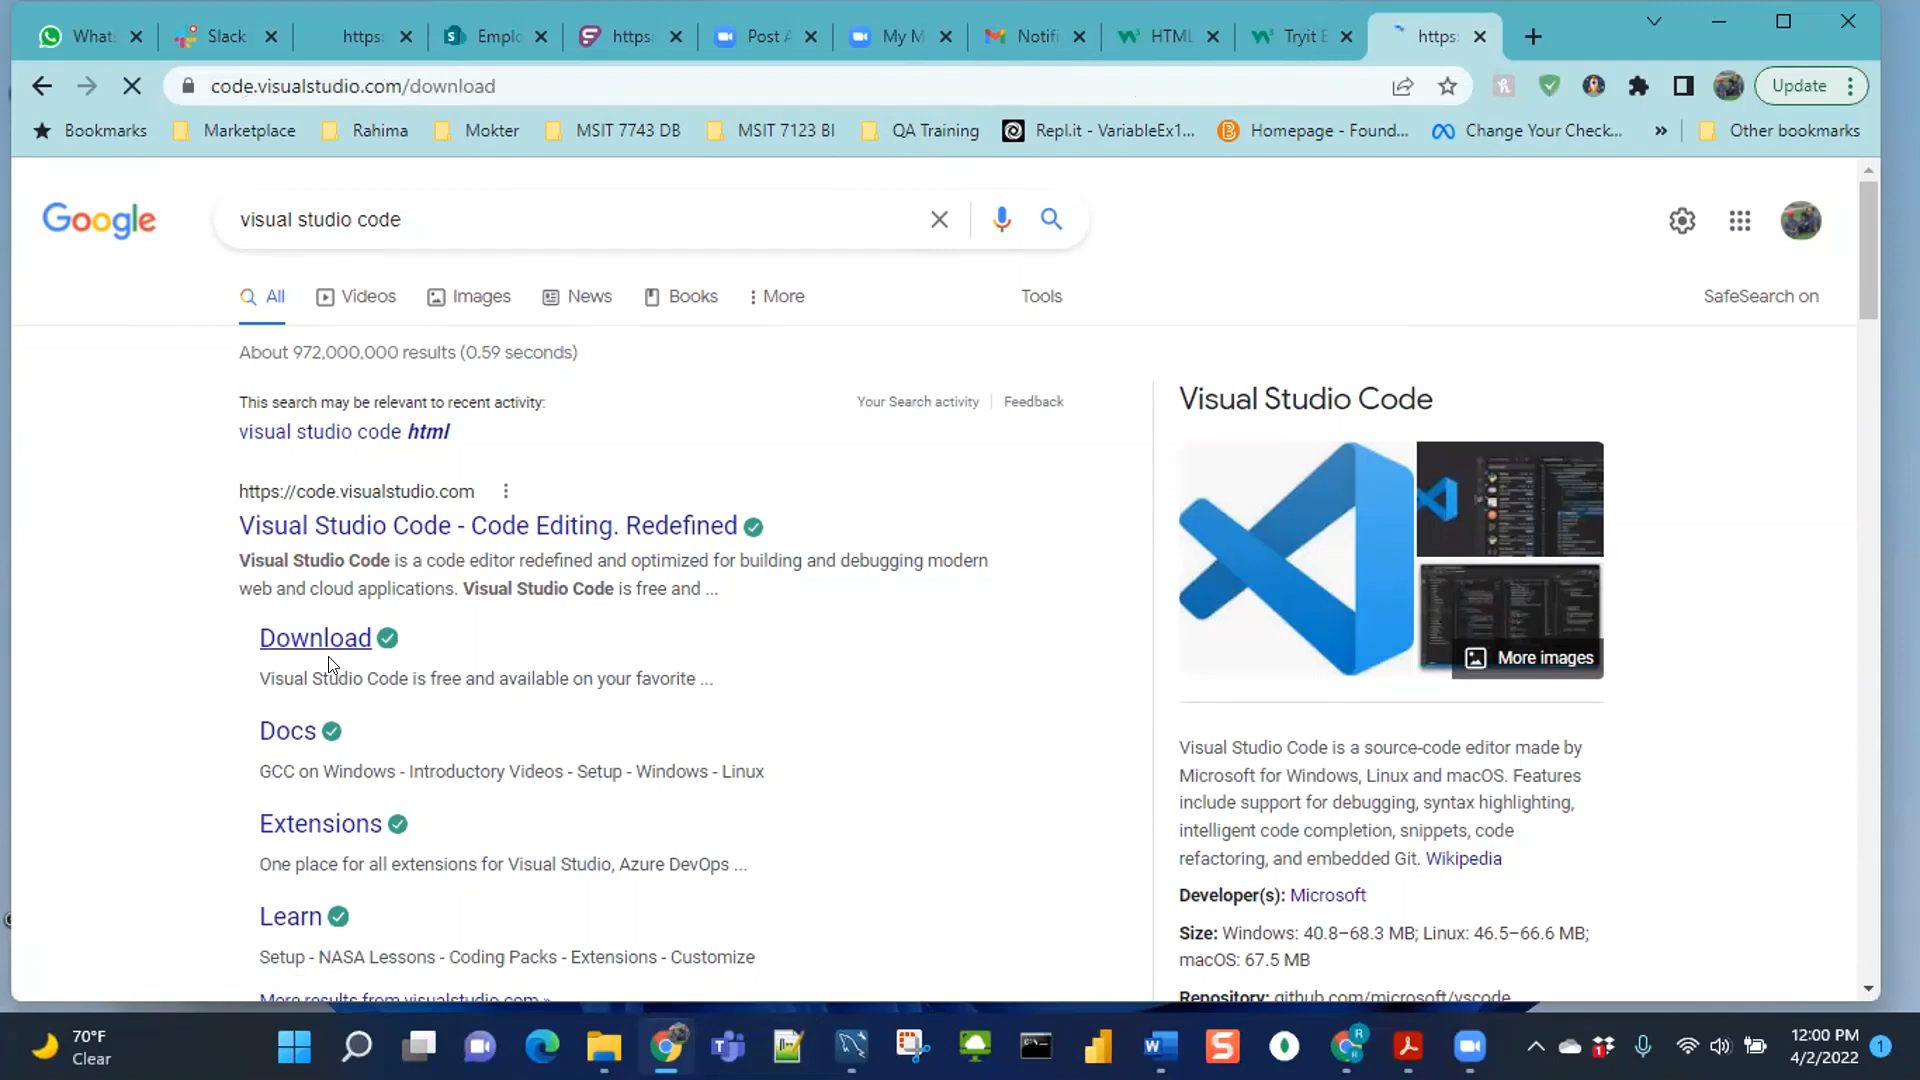 What
Slack
https:
Emplo
https:
Post A
My M
Notifi
HTML
Tryit E
https:
code.visualstudio.com/download
Update
Bookmarks
Marketplace
Rahima
Mokter
MSIT 7743 DB
MSIT 7123 BI
QA Training
Repl.it - VariableEx1...
Homepage - Found...
Change Your Check...
»
Other bookmarks
Google
visual studio code
All
Videos
Images
News
Books
More
Tools
SafeSearch on
About 972,000,000 results (0.59 seconds)
This search may be relevant to recent activity:
Your Search activity
Feedback
visual studio code html
https://code.visualstudio.com
Visual Studio Code - Code Editing. Redefined
Visual Studio Code is a code editor redefined and optimized for building and debugging modern
web and cloud applications. Visual Studio Code is free and ...
Download
Visual Studio Code is free and available on your favorite ...
Docs
GCC on Windows - Introductory Videos - Setup - Windows - Linux
Extensions
One place for all extensions for Visual Studio, Azure DevOps ...
Learn
Setup - NASA Lessons - Coding Packs - Extensions - Customize
More results from visualstudio.com »
Visual Studio Code
More images
Visual Studio Code is a source-code editor made by
Microsoft for Windows, Linux and macOS. Features
include support for debugging, syntax highlighting,
intelligent code completion, snippets, code
refactoring, and embedded Git. Wikipedia
Developer(s): Microsoft
Size: Windows: 40.8–68.3 MB; Linux: 46.5–66.6 MB;
macOS: 67.5 MB
Repository: github.com/microsoft/vscode
70°F
Clear
12:00 PM
4/2/2022
1